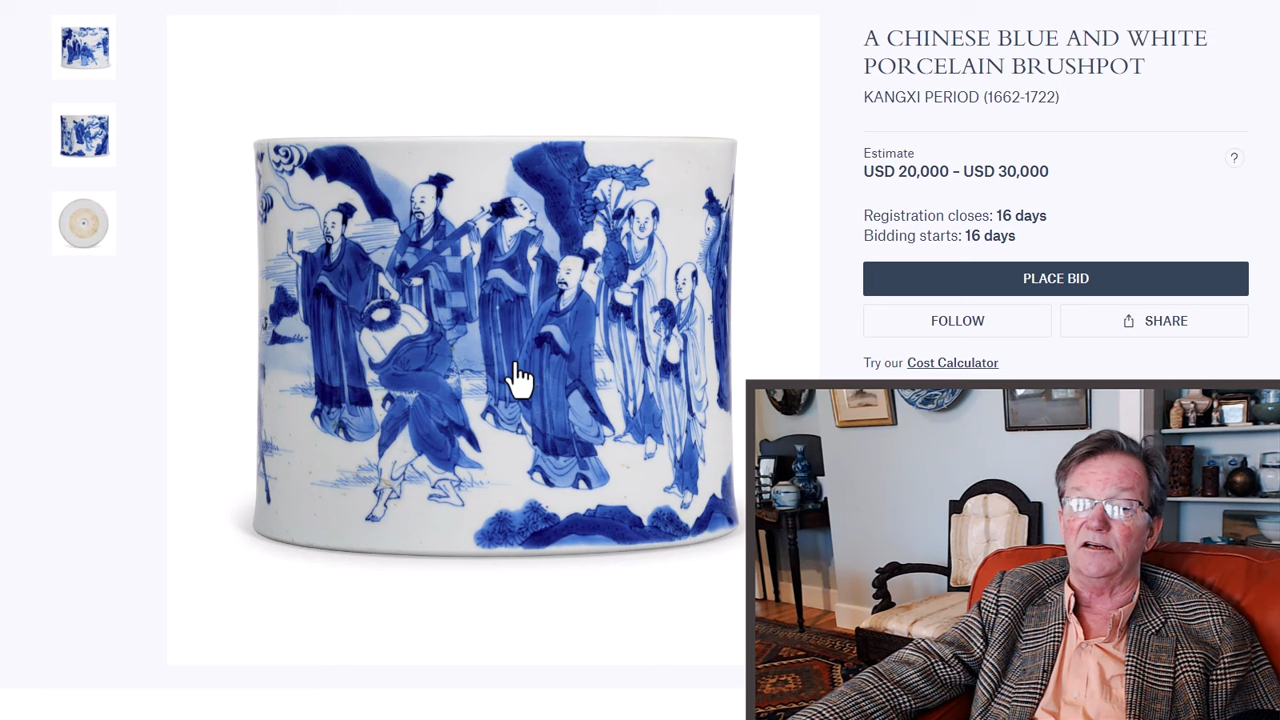 A CHINESE BLUE AND WHITE
PORCELAIN BRUSHPOT
KANGXI PERIOD (1662-1722)
Estimate
?
USD 20,000 – USD 30,000
Registration closes: 16 days
Bidding starts: 16 days
PLACE BID
FOLLOW
SHARE
Try our Cost Calculator